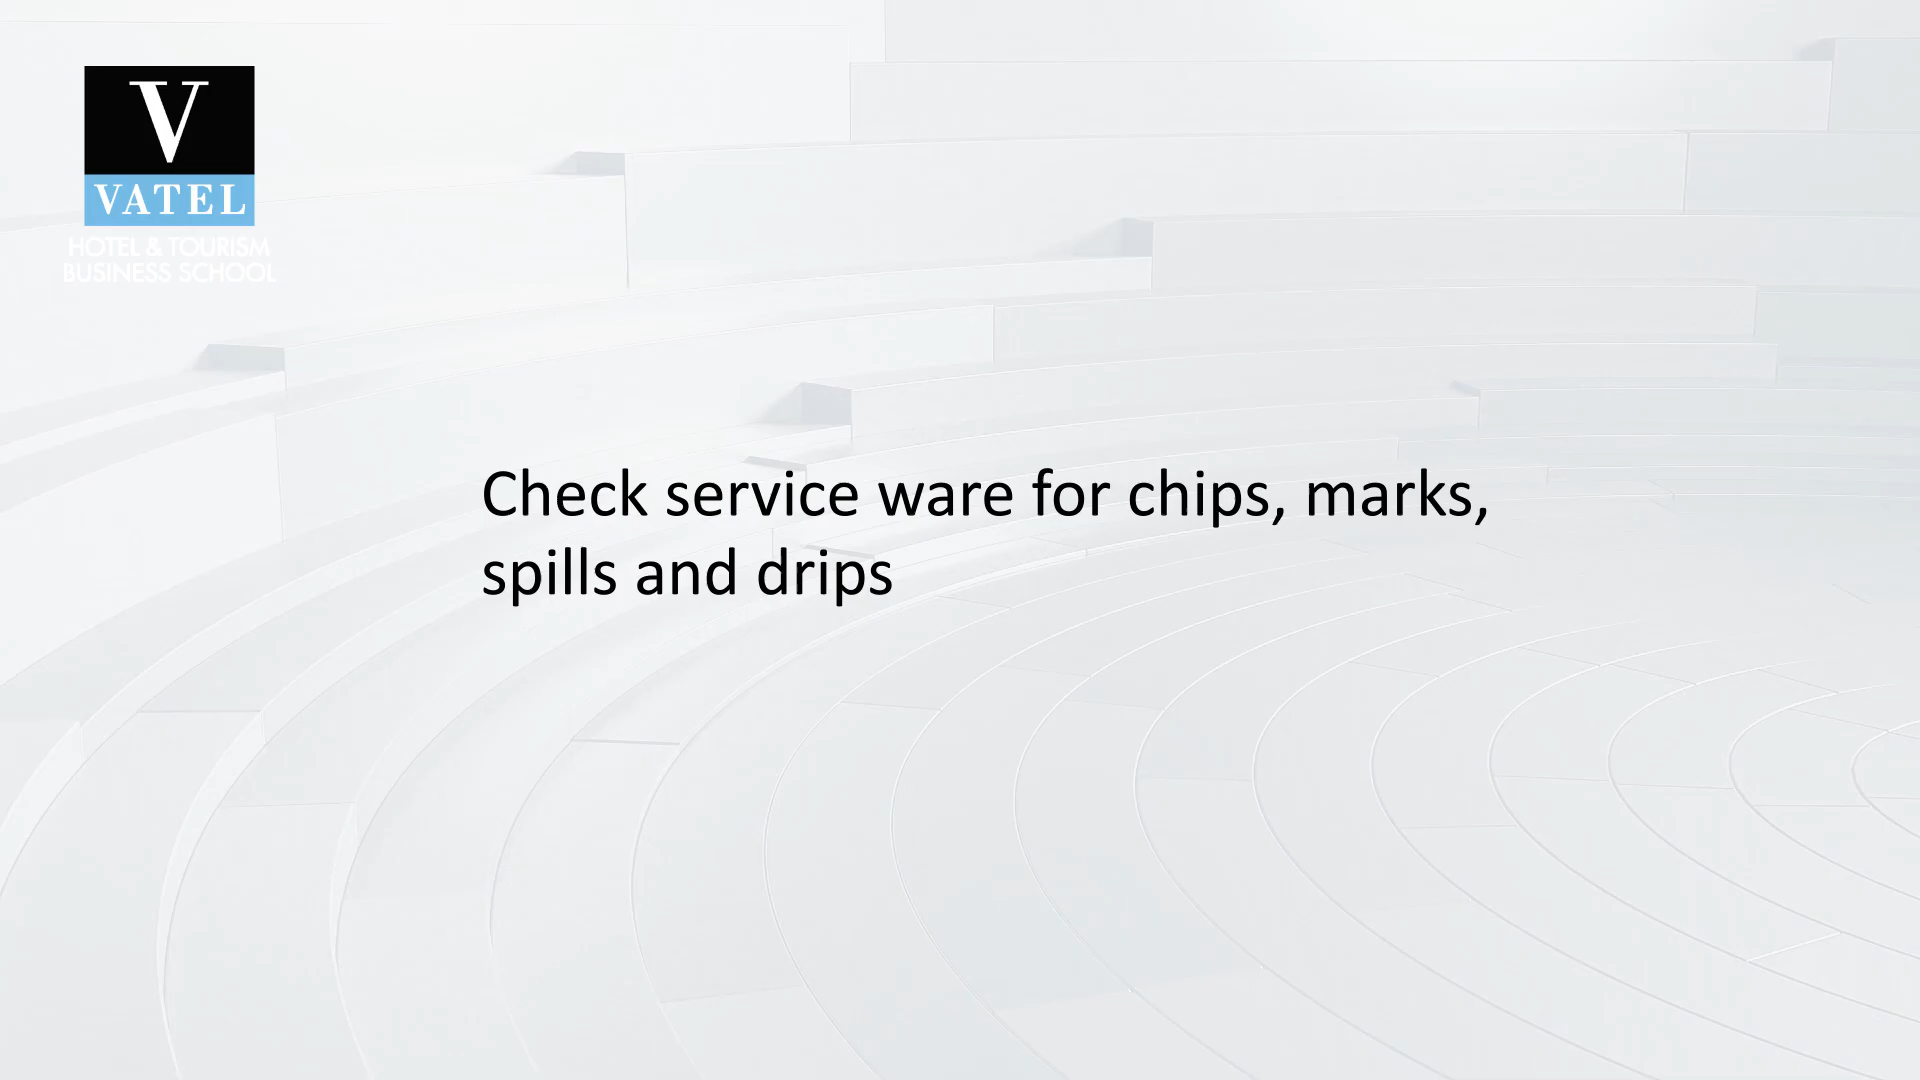 V
VATEL
HOTEL & TOURISM
BUSINESS SCHOOL
Check service ware for chips, marks,
spills and drips